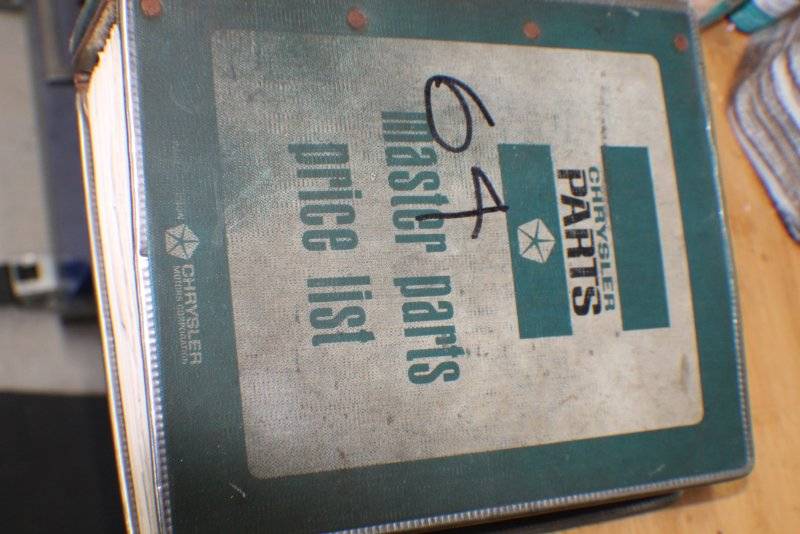 CHRYSLER
PARTS
64
master parts
price list
CHRYSLER
MOTORS CORPORATION